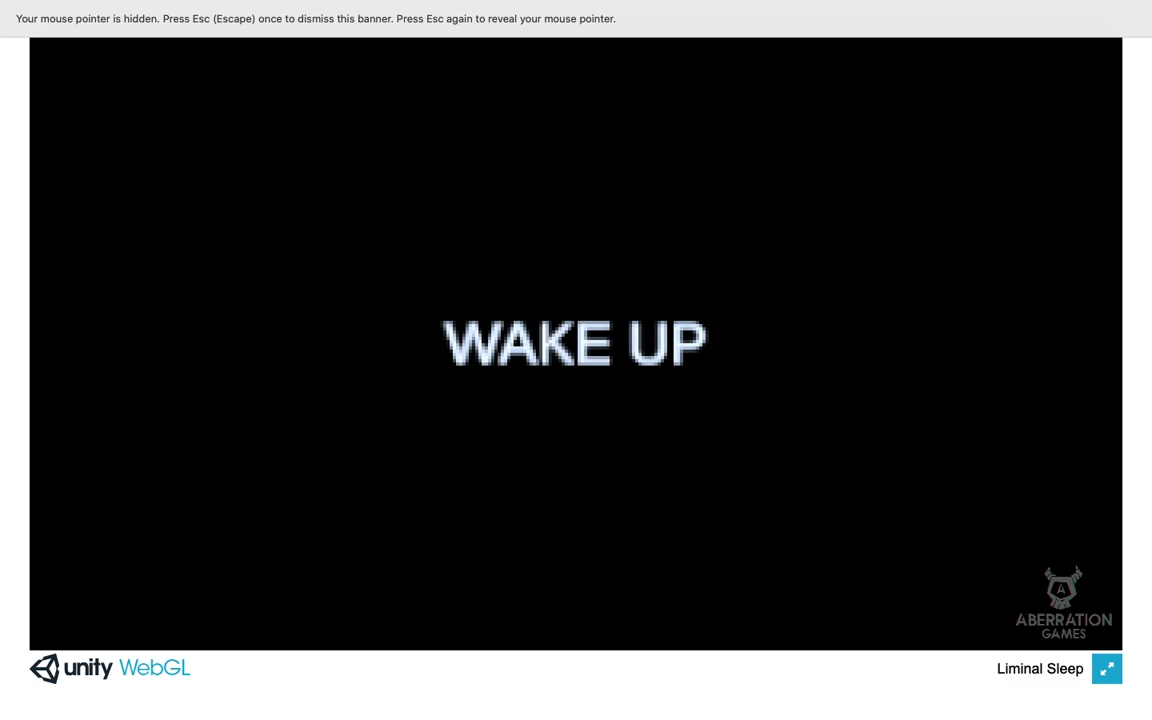 Your mouse pointer is hidden. Press Esc (Escape) once to dismiss this banner. Press Esc again to reveal your mouse pointer.
WAKE UP
A
ABERRATION
GAMES
unity WebGL
Liminal Sleep